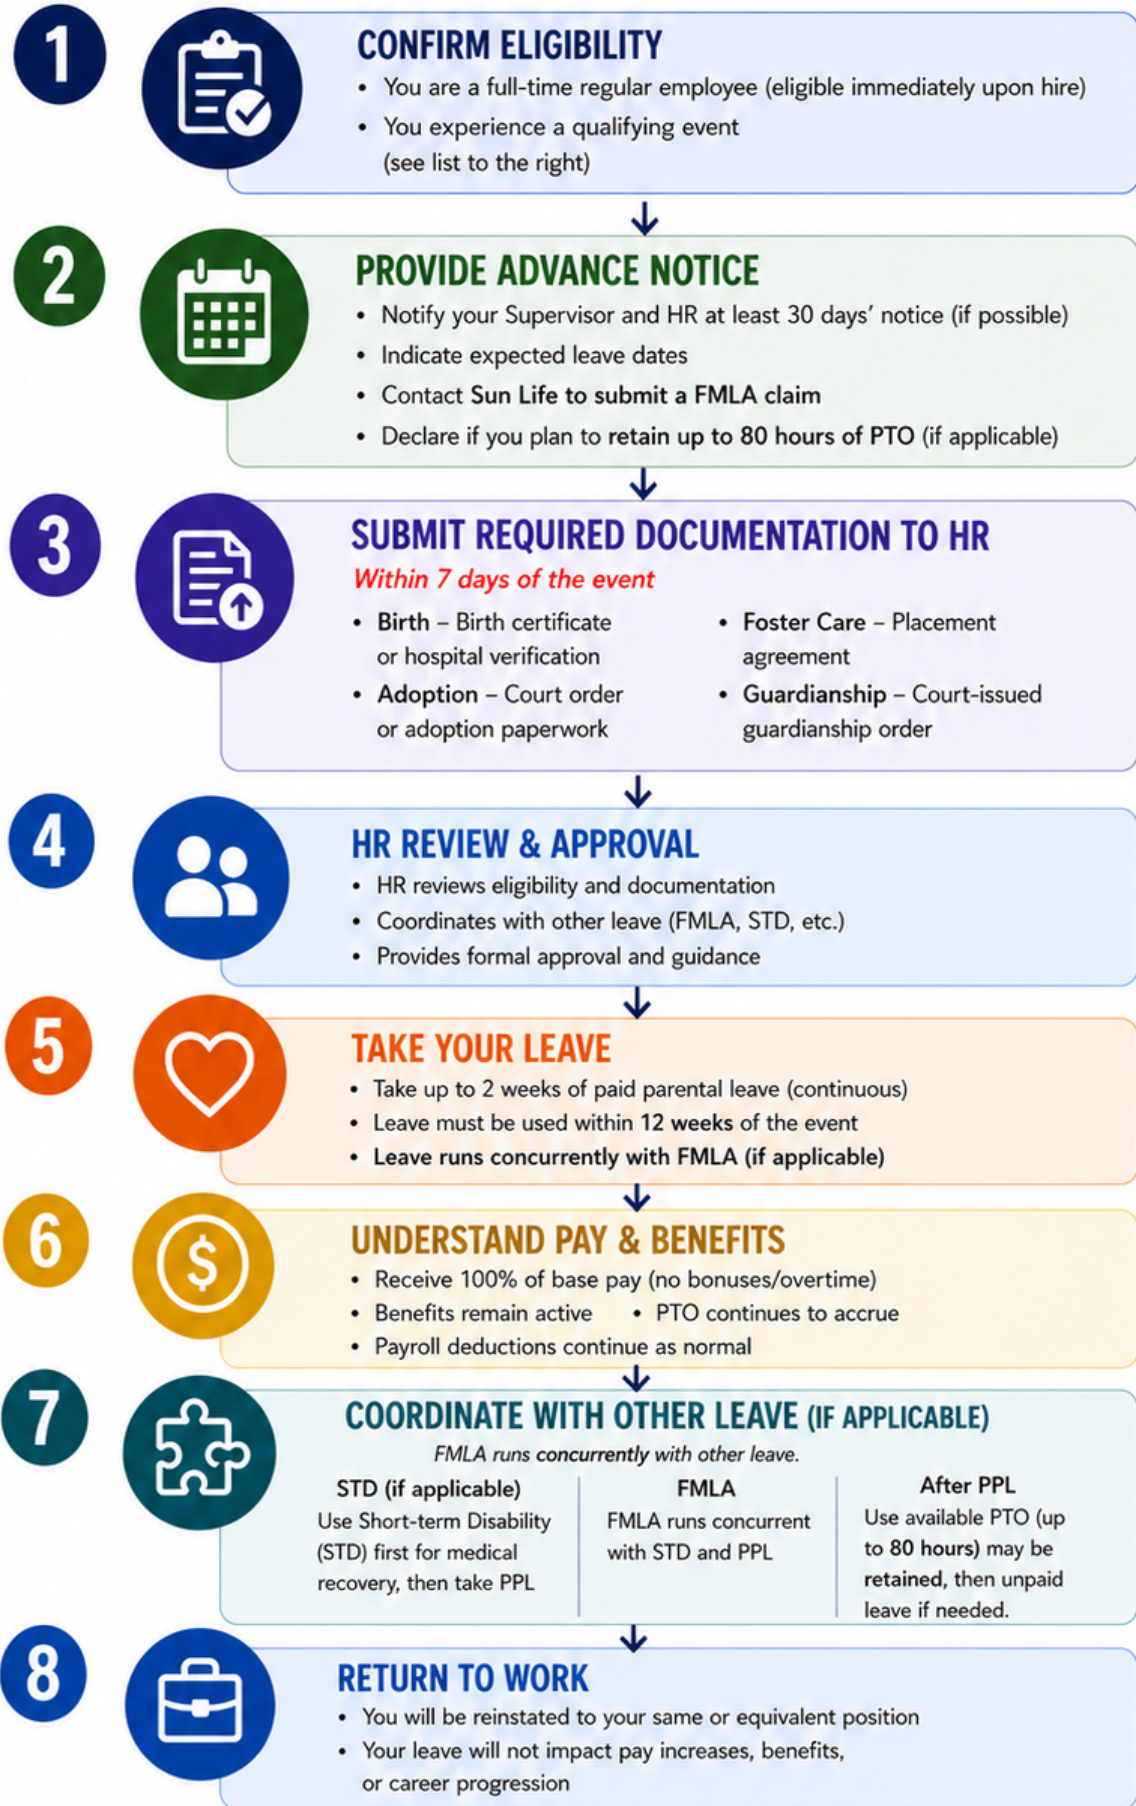 1
CONFIRM ELIGIBILITY
• You are a full-time regular employee (eligible immediately upon hire)
• You experience a qualifying event
(see list to the right)
2
PROVIDE ADVANCE NOTICE
• Notify your Supervisor and HR at least 30 days’ notice (if possible)
• Indicate expected leave dates
• Contact Sun Life to submit a FMLA claim
• Declare if you plan to retain up to 80 hours of PTO (if applicable)
3
SUBMIT REQUIRED DOCUMENTATION TO HR
Within 7 days of the event
• Birth – Birth certificate
or hospital verification
• Adoption – Court order
or adoption paperwork
• Foster Care – Placement
agreement
• Guardianship – Court-issued
guardianship order
4
HR REVIEW & APPROVAL
• HR reviews eligibility and documentation
• Coordinates with other leave (FMLA, STD, etc.)
• Provides formal approval and guidance
5
TAKE YOUR LEAVE
• Take up to 2 weeks of paid parental leave (continuous)
• Leave must be used within 12 weeks of the event
• Leave runs concurrently with FMLA (if applicable)
6
UNDERSTAND PAY & BENEFITS
• Receive 100% of base pay (no bonuses/overtime)
• Benefits remain active • PTO continues to accrue
• Payroll deductions continue as normal
7
COORDINATE WITH OTHER LEAVE (IF APPLICABLE)
FMLA runs concurrently with other leave.
STD (if applicable)
Use Short-term Disability
(STD) first for medical
recovery, then take PPL
FMLA
FMLA runs concurrent
with STD and PPL
After PPL
Use available PTO (up
to 80 hours) may be
retained, then unpaid
leave if needed.
8
RETURN TO WORK
• You will be reinstated to your same or equivalent position
• Your leave will not impact pay increases, benefits,
or career progression